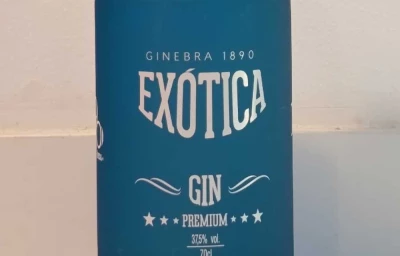 GINEBRA 1890
EXÓTICA
GIN
PREMIUM
37,5% vol.
70cl